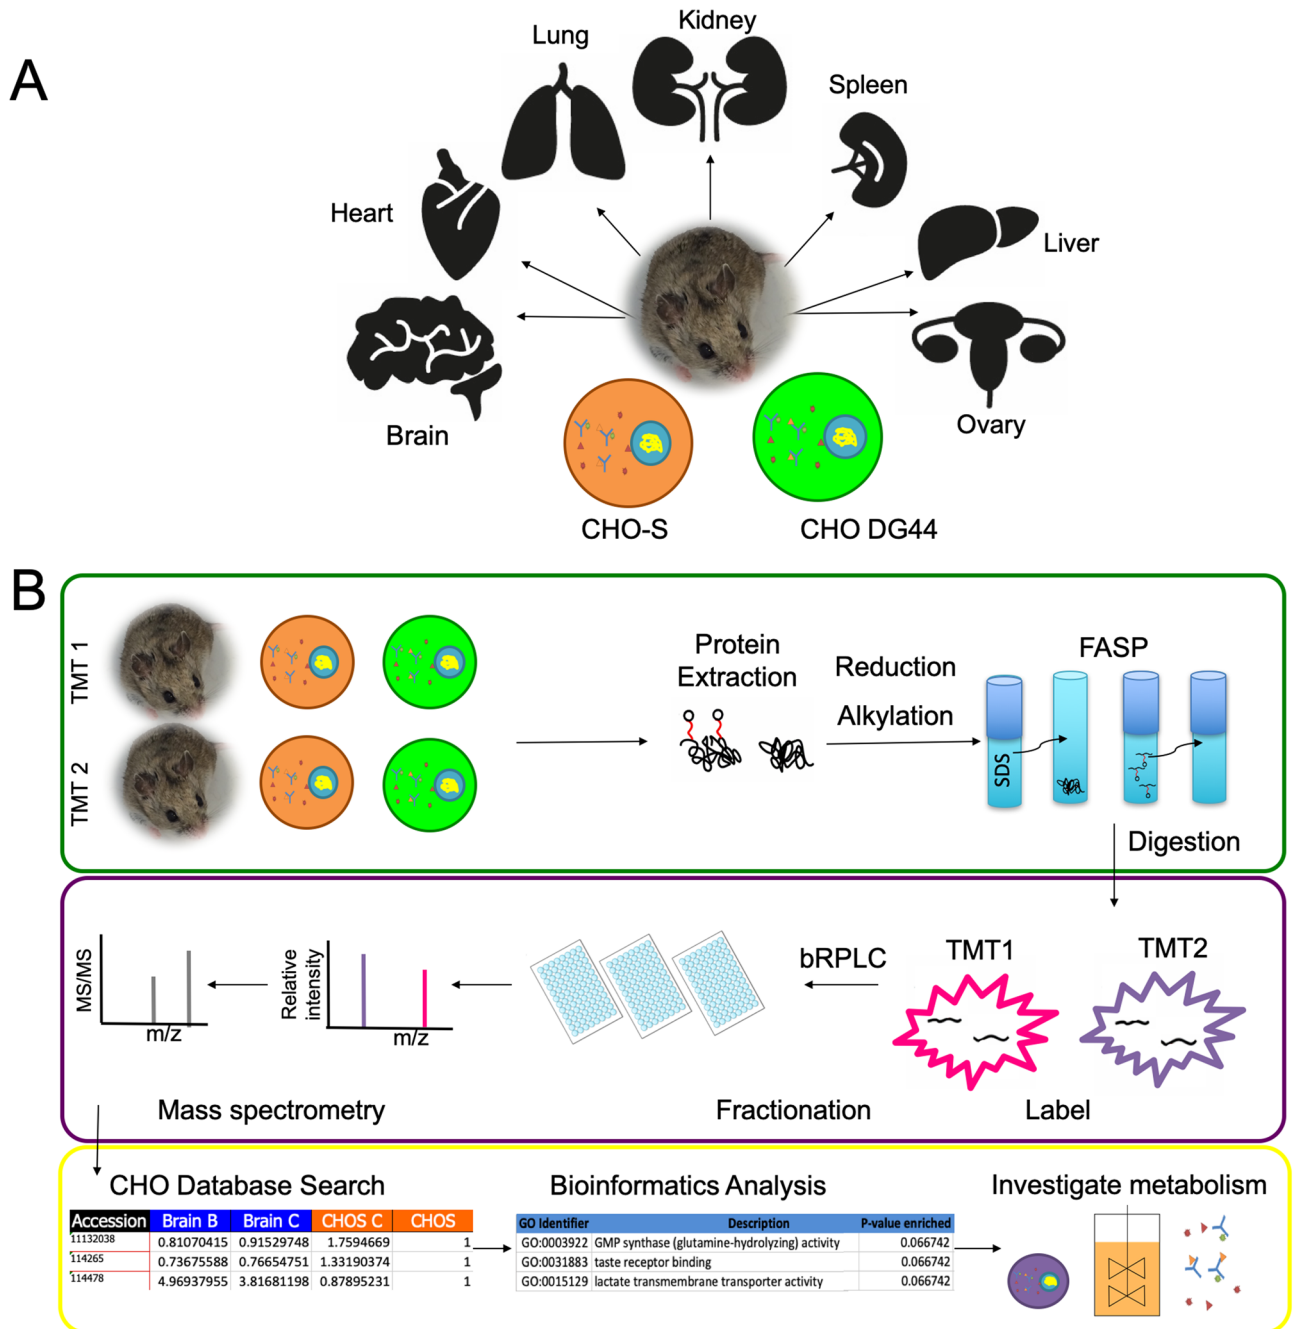 A
Lung
Kidney
Spleen
Heart
Liver
Brain
Ovary
CHO-S
CHO DG44
B
TMT 1
TMT 2
Protein
Extraction
Reduction
Alkylation
FASP
SDS
Digestion
MS/MS
m/z
Relative
intensity
m/z
bRPLC
TMT1
TMT2
Mass spectrometry
Fractionation
Label
CHO Database Search
Accession Brain B Brain C CHOS C CHOS
11132038 0.81070415 0.91529748 1.7594669 1
114265 0.73675588 0.76654751 1.33190374 1
114478 4.96937955 3.81681198 0.87895231 1
Bioinformatics Analysis
GO Identifier Description P-value enriched
GO:0003922 GMP synthase (glutamine-hydrolyzing) activity 0.066742
GO:0031883 taste receptor binding 0.066742
GO:0015129 lactate transmembrane transporter activity 0.066742
Investigate metabolism